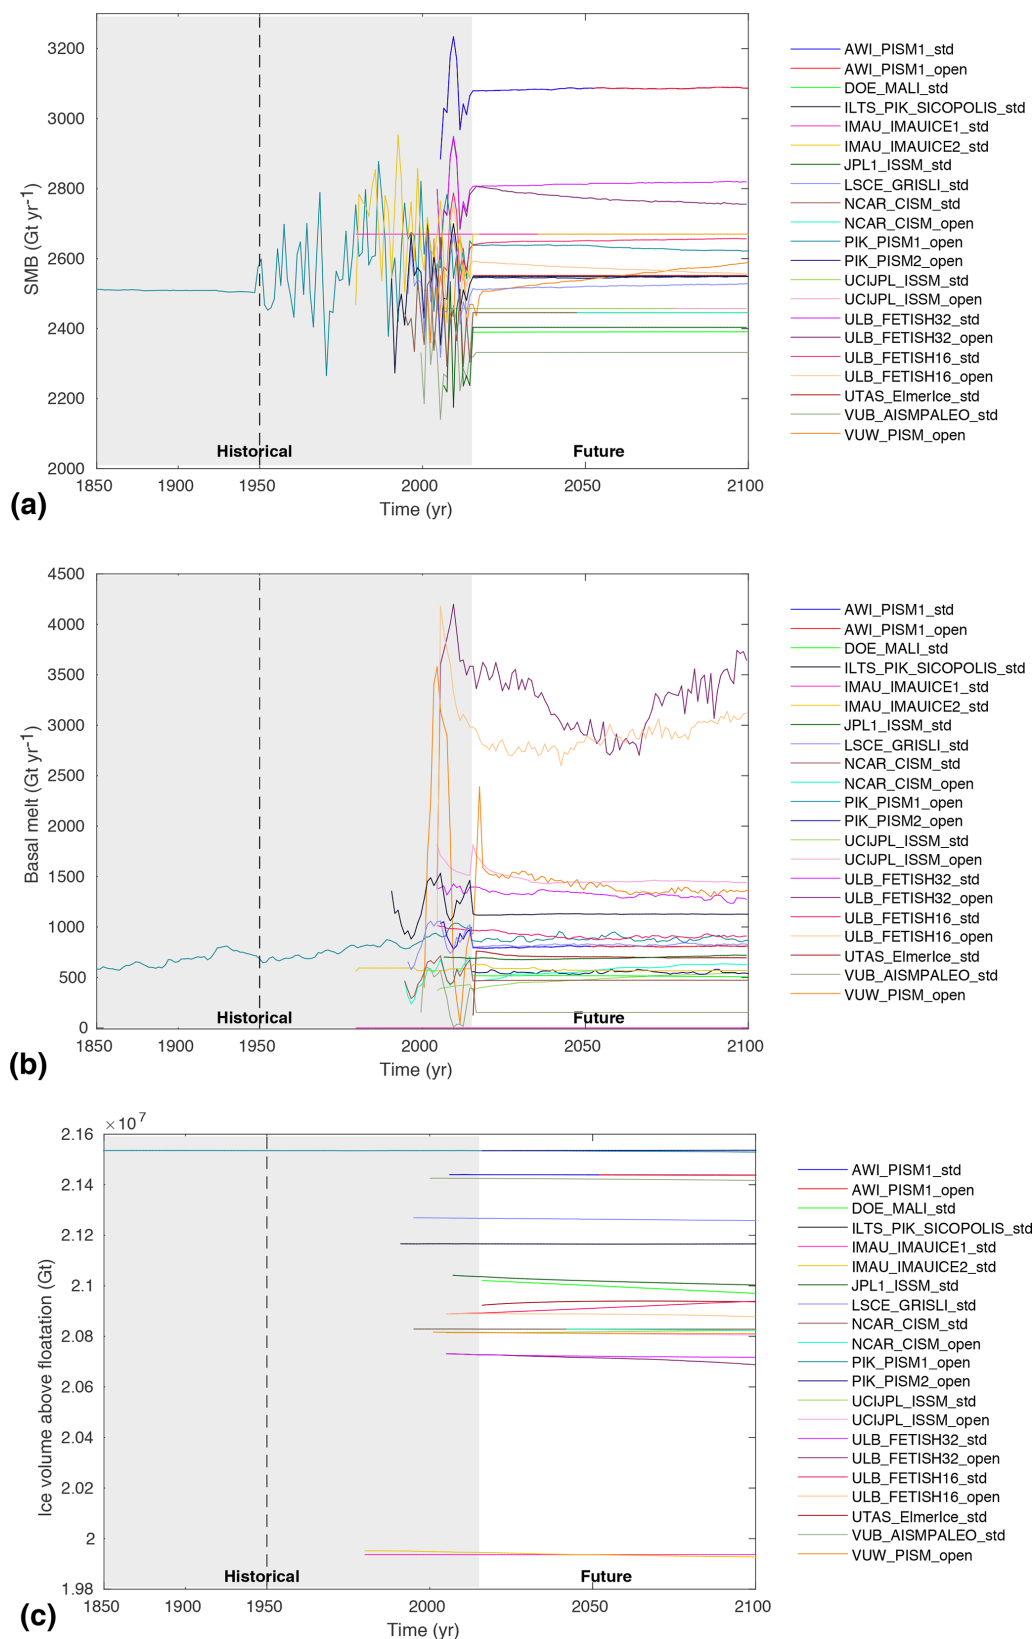 3200
3000
2800
2600
2400
2200
2000
SMB (Gt yr-1)
Historical
Future
1850
1900
1950
2000
2050
2100
Time (yr)
(a)
AWI_PISM1_std
AWI_PISM1_open
DOE_MALI_std
ILTS_PIK_SICOPOLIS_std
IMAU_IMAUICE1_std
IMAU_IMAUICE2_std
JPL1_ISSM_std
LSCE_GRISLI_std
NCAR_CISM_std
NCAR_CISM_open
PIK_PISM1_open
PIK_PISM2_open
UCIJPL_ISSM_std
UCIJPL_ISSM_open
ULB_FETISH32_std
ULB_FETISH32_open
ULB_FETISH16_std
ULB_FETISH16_open
UTAS_ElmerIce_std
VUB_AISMPALEO_std
VUW_PISM_open
4500
4000
3500
3000
2500
2000
1500
1000
500
0
Basal melt (Gt yr-1)
Historical
Future
1850
1900
1950
2000
2050
2100
Time (yr)
(b)
AWI_PISM1_std
AWI_PISM1_open
DOE_MALI_std
ILTS_PIK_SICOPOLIS_std
IMAU_IMAUICE1_std
IMAU_IMAUICE2_std
JPL1_ISSM_std
LSCE_GRISLI_std
NCAR_CISM_std
NCAR_CISM_open
PIK_PISM1_open
PIK_PISM2_open
UCIJPL_ISSM_std
UCIJPL_ISSM_open
ULB_FETISH32_std
ULB_FETISH32_open
ULB_FETISH16_std
ULB_FETISH16_open
UTAS_ElmerIce_std
VUB_AISMPALEO_std
VUW_PISM_open
×10 7
2.16
2.14
2.12
2.1
2.08
2.06
2.04
2.02
2
1.98
Ice volume above floatation (Gt)
Historical
Future
1850
1900
1950
2000
2050
2100
Time (yr)
(c)
AWI_PISM1_std
AWI_PISM1_open
DOE_MALI_std
ILTS_PIK_SICOPOLIS_std
IMAU_IMAUICE1_std
IMAU_IMAUICE2_std
JPL1_ISSM_std
LSCE_GRISLI_std
NCAR_CISM_std
NCAR_CISM_open
PIK_PISM1_open
PIK_PISM2_open
UCIJPL_ISSM_std
UCIJPL_ISSM_open
ULB_FETISH32_std
ULB_FETISH32_open
ULB_FETISH16_std
ULB_FETISH16_open
UTAS_ElmerIce_std
VUB_AISMPALEO_std
VUW_PISM_open